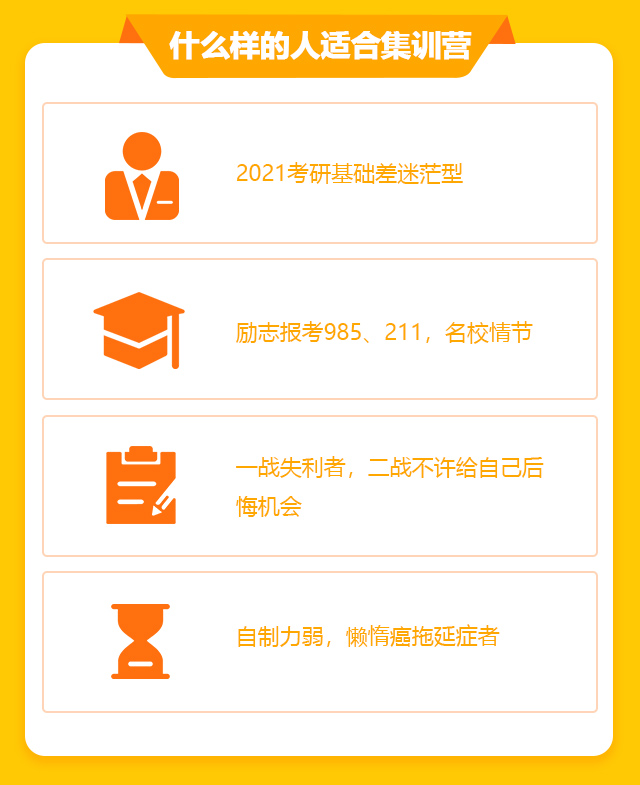 什么样的人适合集训营
2021考研基础差迷茫型
励志报考985、211，名校情节
一战失利者，二战不许给自己后
悔机会
自制力弱，懒惰癌拖延症者